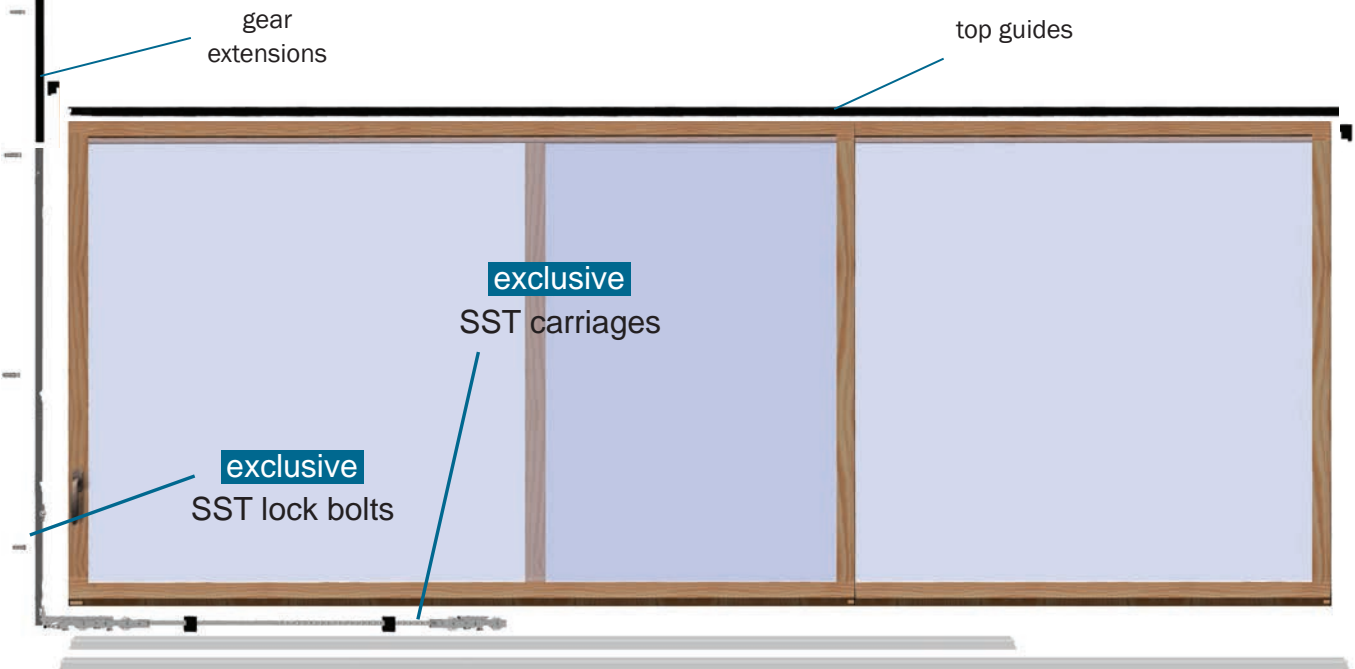 gear
extensions
top guides
exclusive
SST carriages
exclusive
SST lock bolts